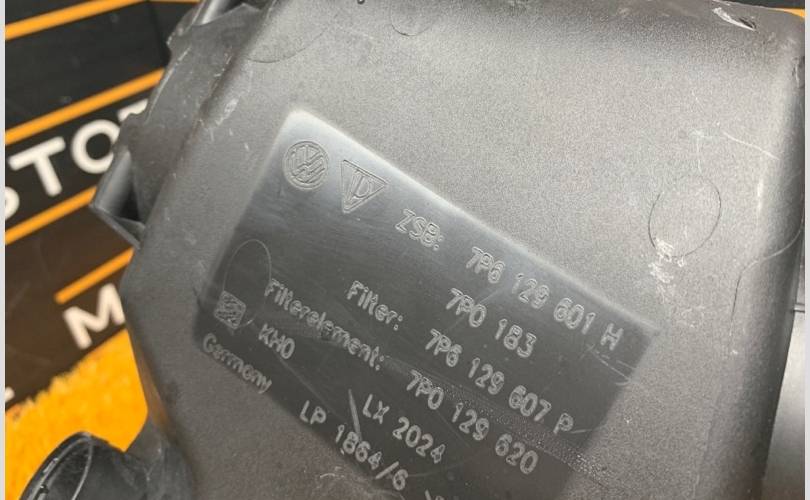 ZSB: 7P6 129 601 H
7P0 183
Filter: 7P6 129 607 P
Filterelement: 7P0 129 620
KH0 LX 2024
Germany LP 1864/6